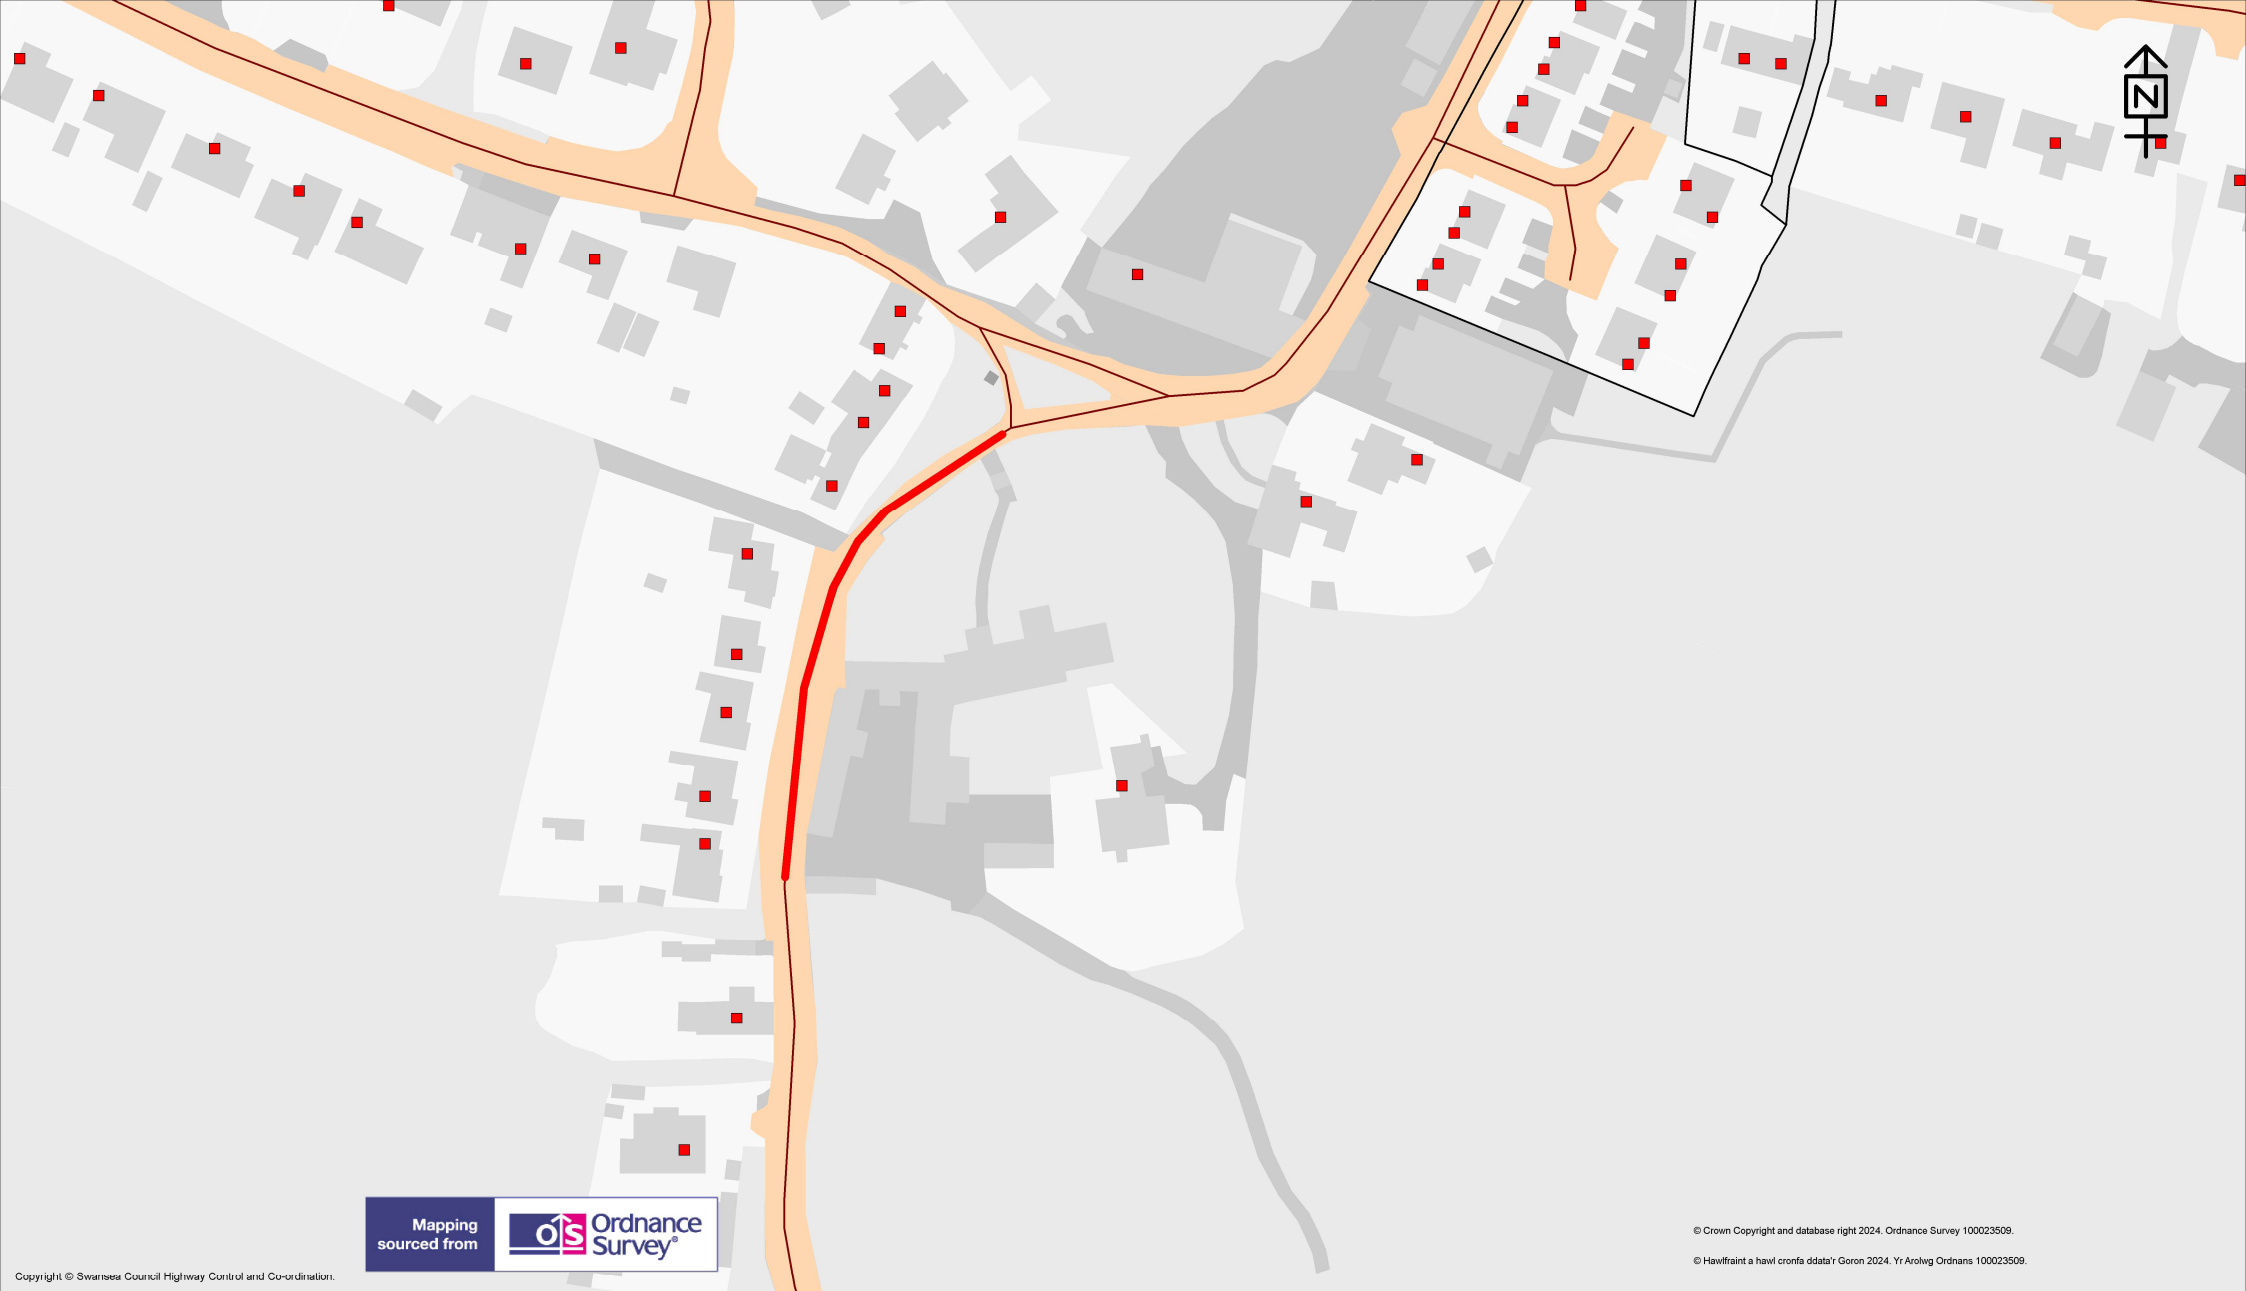 N
Mapping
sourced from
OS
Ordnance
Survey®
Copyright © Swansea Council Highway Control and Co-ordination.
© Crown Copyright and database right 2024. Ordnance Survey 100023509.
© Hawlfraint a hawl cronfa ddata'r Goron 2024. Yr Arolwg Ordnans 100023509.